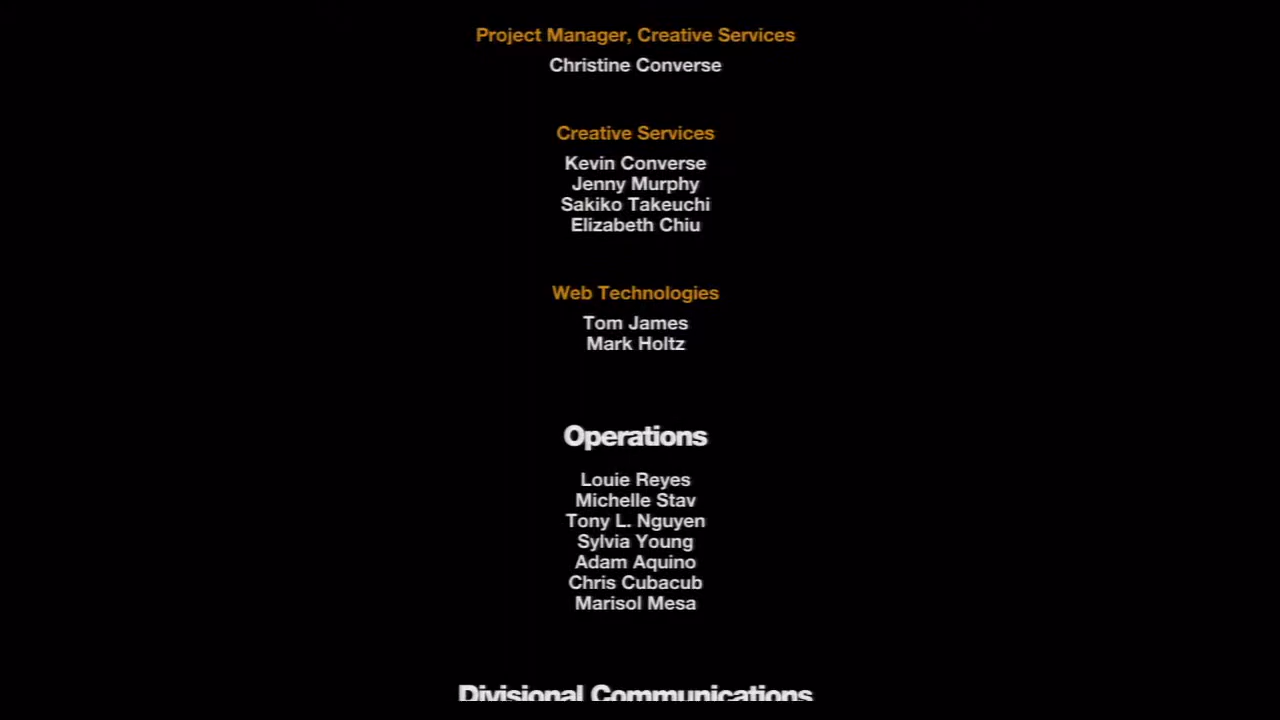 Project Manager, Creative Services
Christine Converse
Creative Services
Kevin Converse
Jenny Murphy
Sakiko Takeuchi
Elizabeth Chiu
Web Technologies
Tom James
Mark Holtz
Operations
Louie Reyes
Michelle Stav
Tony L. Nguyen
Sylvia Young
Adam Aquino
Chris Cubacub
Marisol Mesa
Divisional Communications